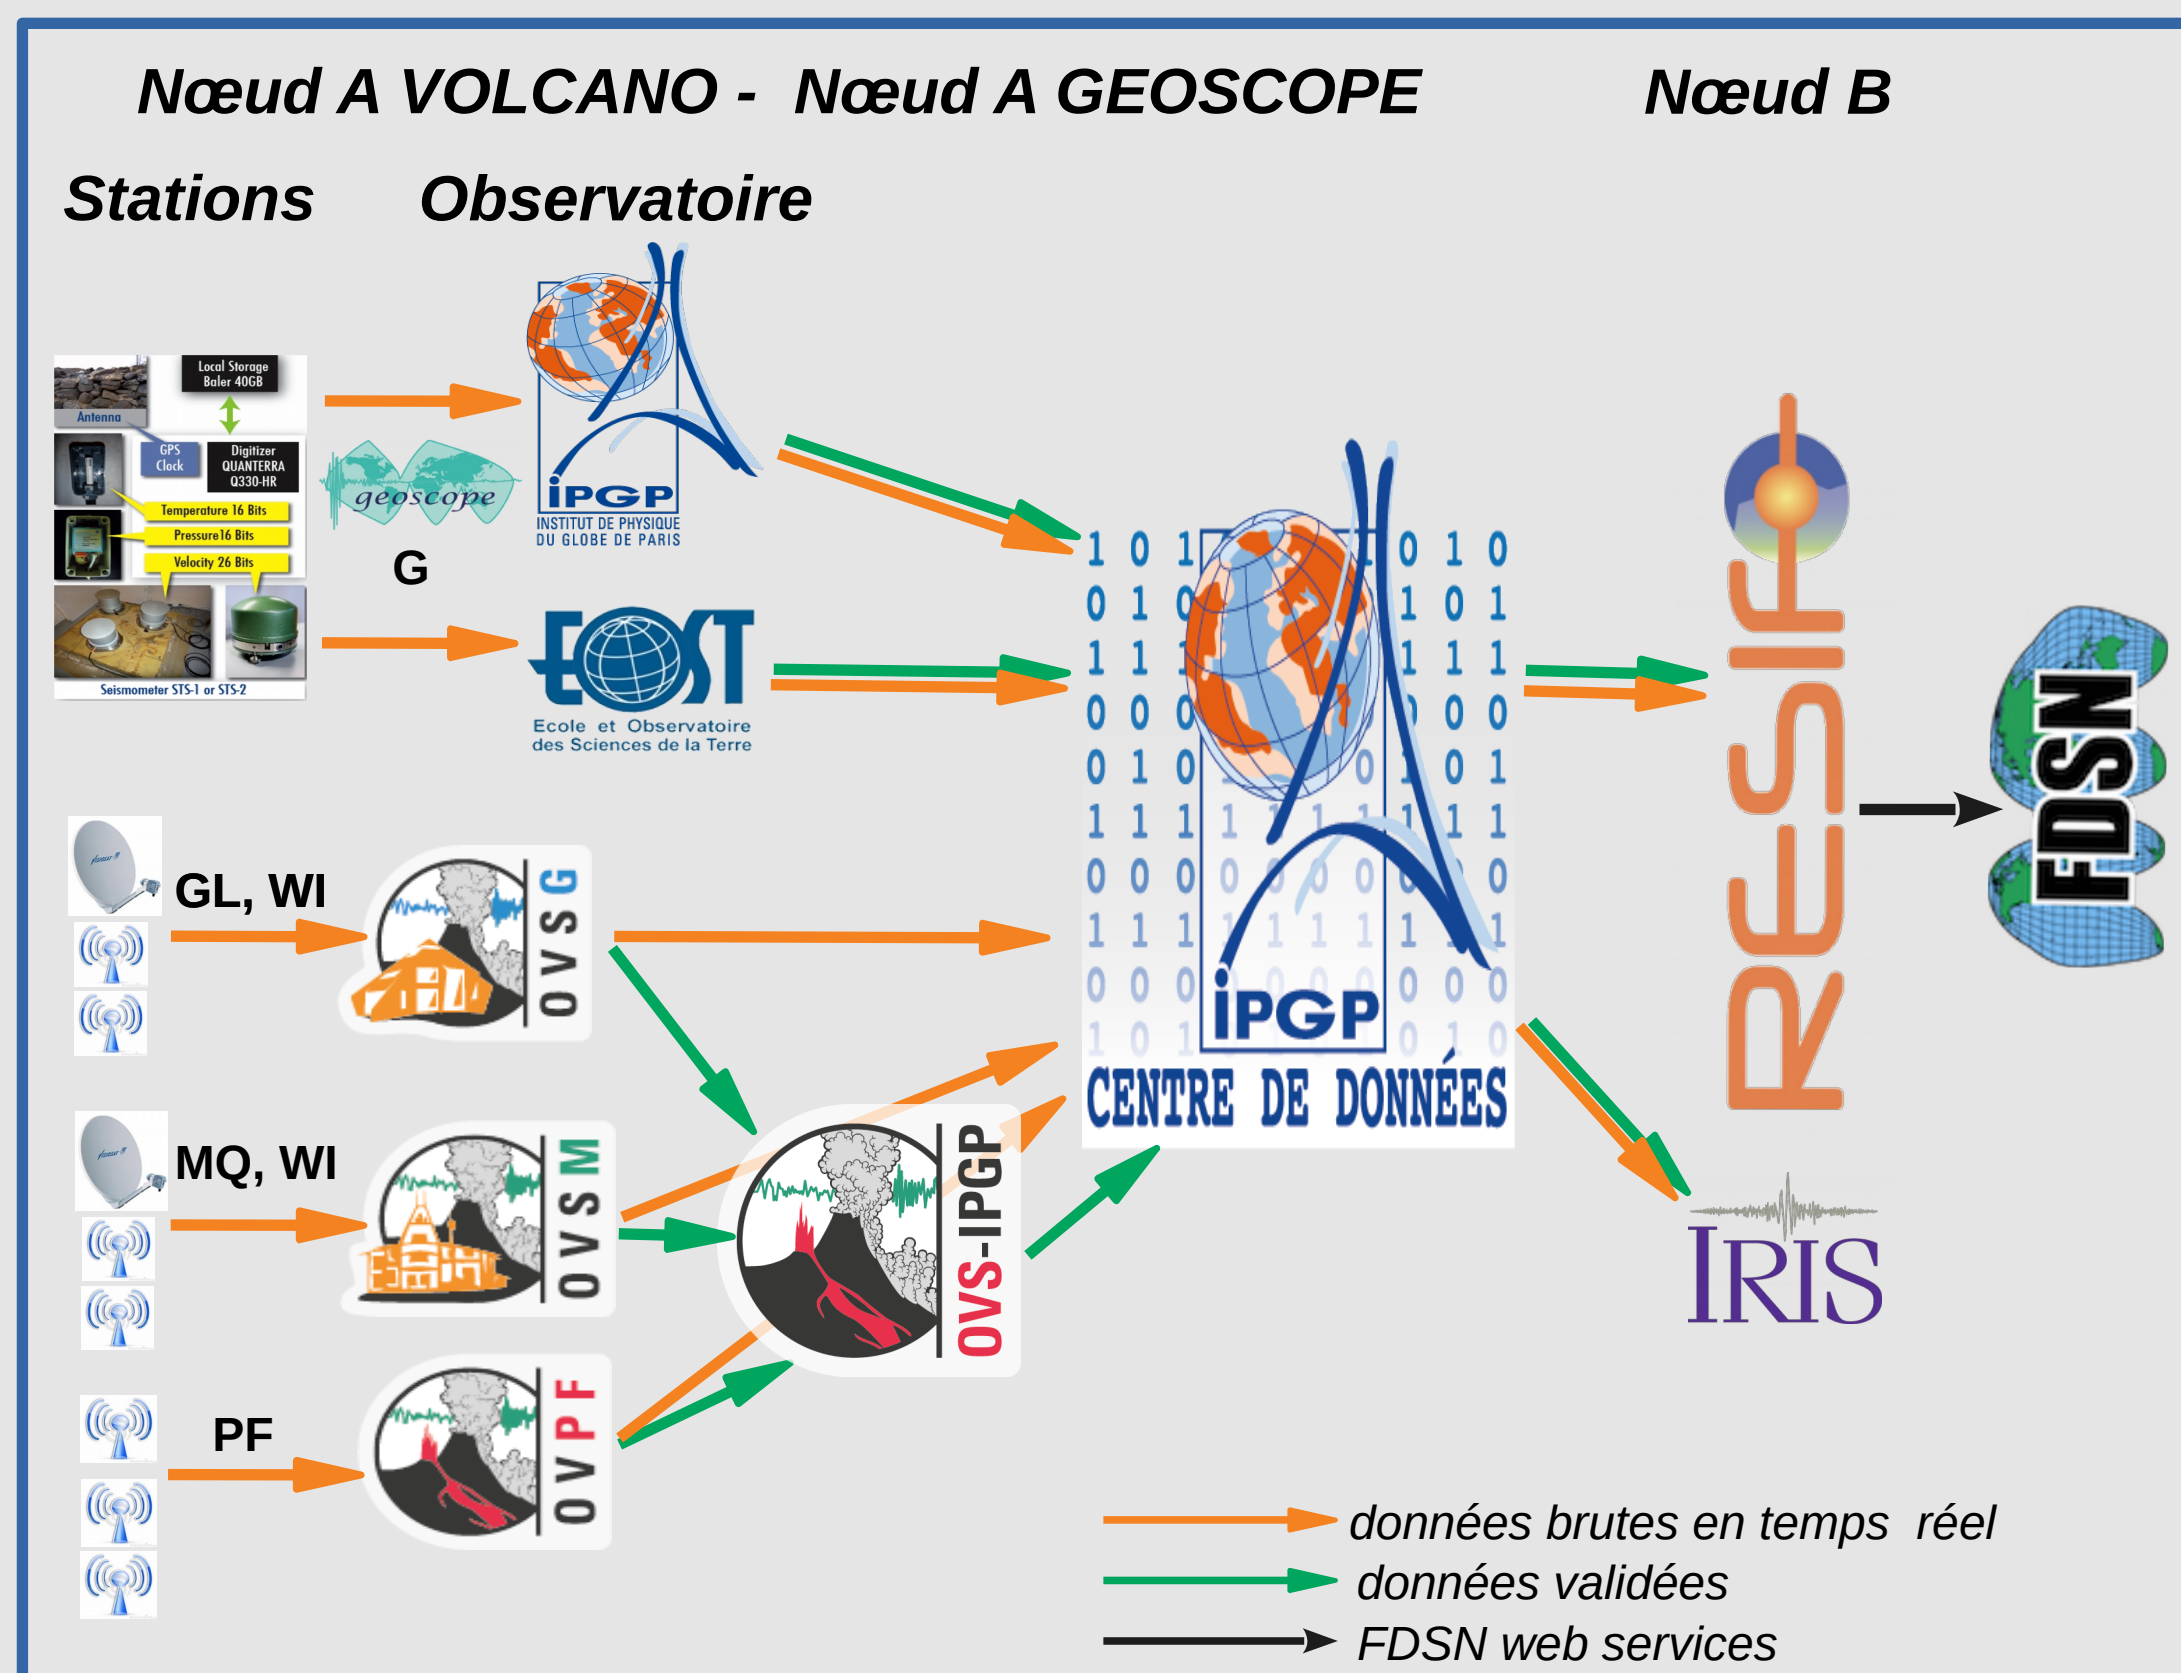 Nœud A VOLCANO - Nœud A GEOSCOPE
Nœud B
Stations
Observatoire
Local Storage
Baler 40GB
Antenna
GPS
Clock
Digitizer
QUANTERRA
Q330-HR
Temperature 16 Bits
Pressure16 Bits
Velocity 26 Bits
Seismometer STS-1 or STS-2
geoscope
G
iPGP
INSTITUT DE PHYSIQUE
DU GLOBE DE PARIS
EOST
Ecole et Observatoire
des Sciences de la Terre
GL, WI
OVSG
MQ, WI
OVSM
PF
OVPF
OVS-IPGP
iPGP
CENTRE DE DONNÉES
RESIF
FDSN
IRIS
données brutes en temps réel
données validées
FDSN web services